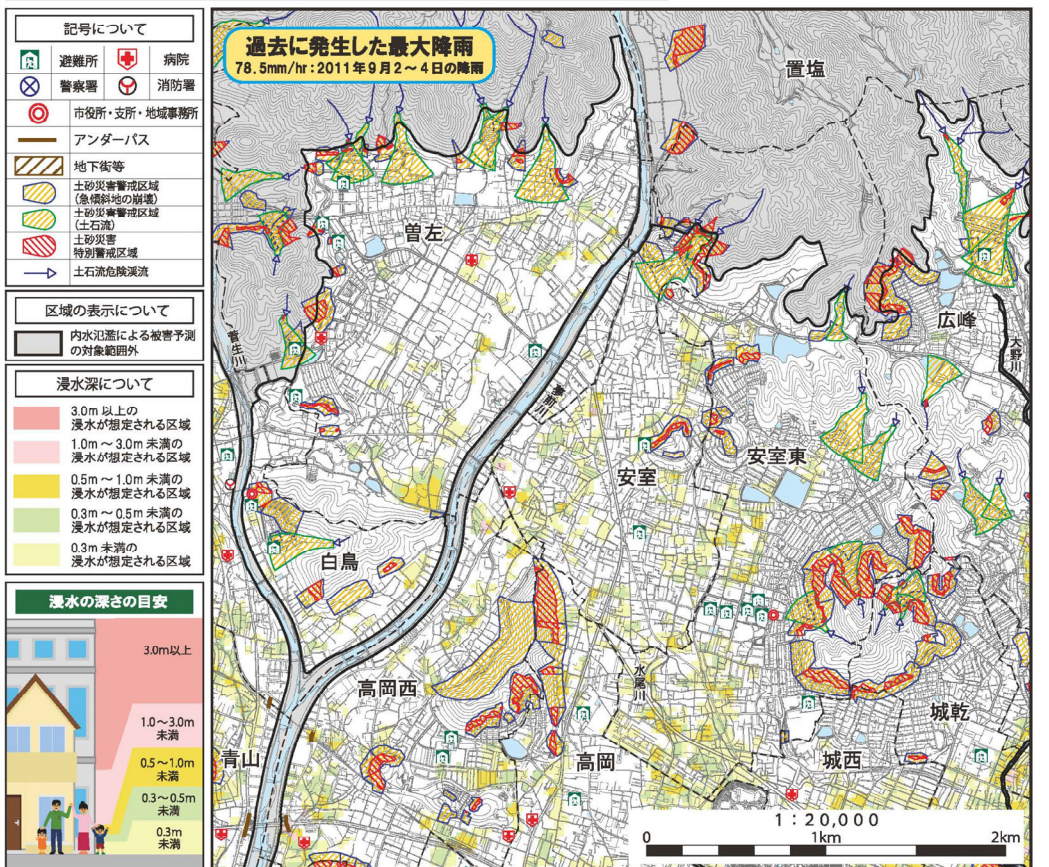 記号について
避難所
病院
警察署
消防署
市役所・支所・地域事務所
アンダーパス
地下街等
土砂災害警戒区域
(急傾斜地の崩壊)
土砂災害警戒区域
(土石流)
土砂災害
特別警戒区域
土石流危険渓流
区域の表示について
内水氾濫による被害予測
の対象範囲外
浸水深について
3.0m 以上の
浸水が想定される区域
1.0m ~ 3.0m 未満の
浸水が想定される区域
0.5m ~ 1.0m 未満の
浸水が想定される区域
0.3m ~ 0.5m 未満の
浸水が想定される区域
0.3m 未満の
浸水が想定される区域
浸水の深さの目安
3.0m以上
1.0~3.0m
未満
0.5~1.0m
未満
0.3~0.5m
未満
0.3m
未満
過去に発生した最大降雨
78.5mm/hr:2011年9月2~4日の降雨
置塩
曽左
広峰
大野川
菅生川
夢前川
安室東
安室
白鳥
水尾川
高岡西
城乾
青山
高岡
城西
1:20,000
0
1km
2km